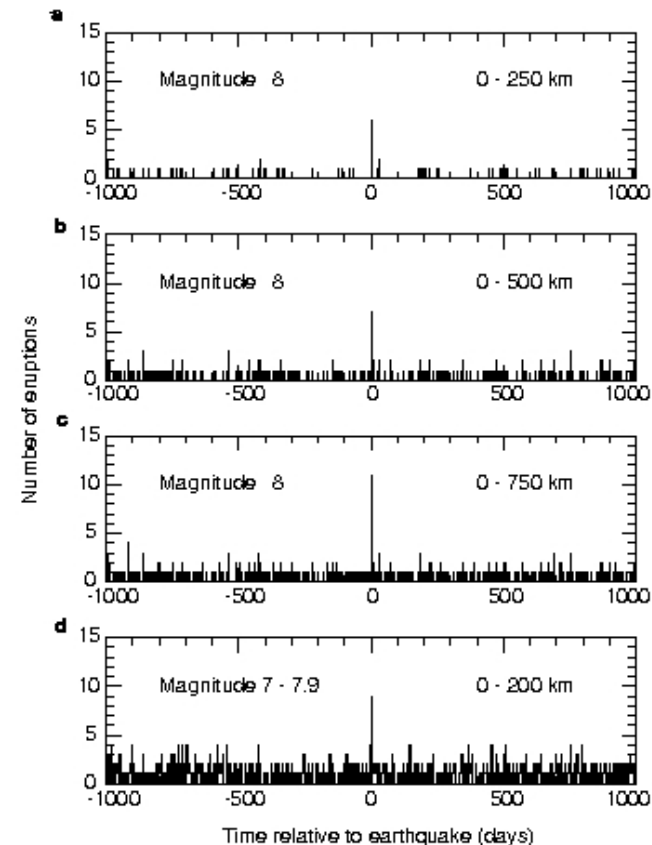 a
15
10
5
0
Magnitude 8
0 - 250 km
-1000
-500
0
500
1000
b
15
10
5
0
Magnitude 8
0 - 500 km
-1000
-500
0
500
1000
Number of eruptions
c
15
10
5
0
Magnitude 8
0 - 750 km
-1000
-500
0
500
1000
d
15
10
5
0
Magnitude 7 - 7.9
0 - 200 km
-1000
-500
0
500
1000
Time relative to earthquake (days)